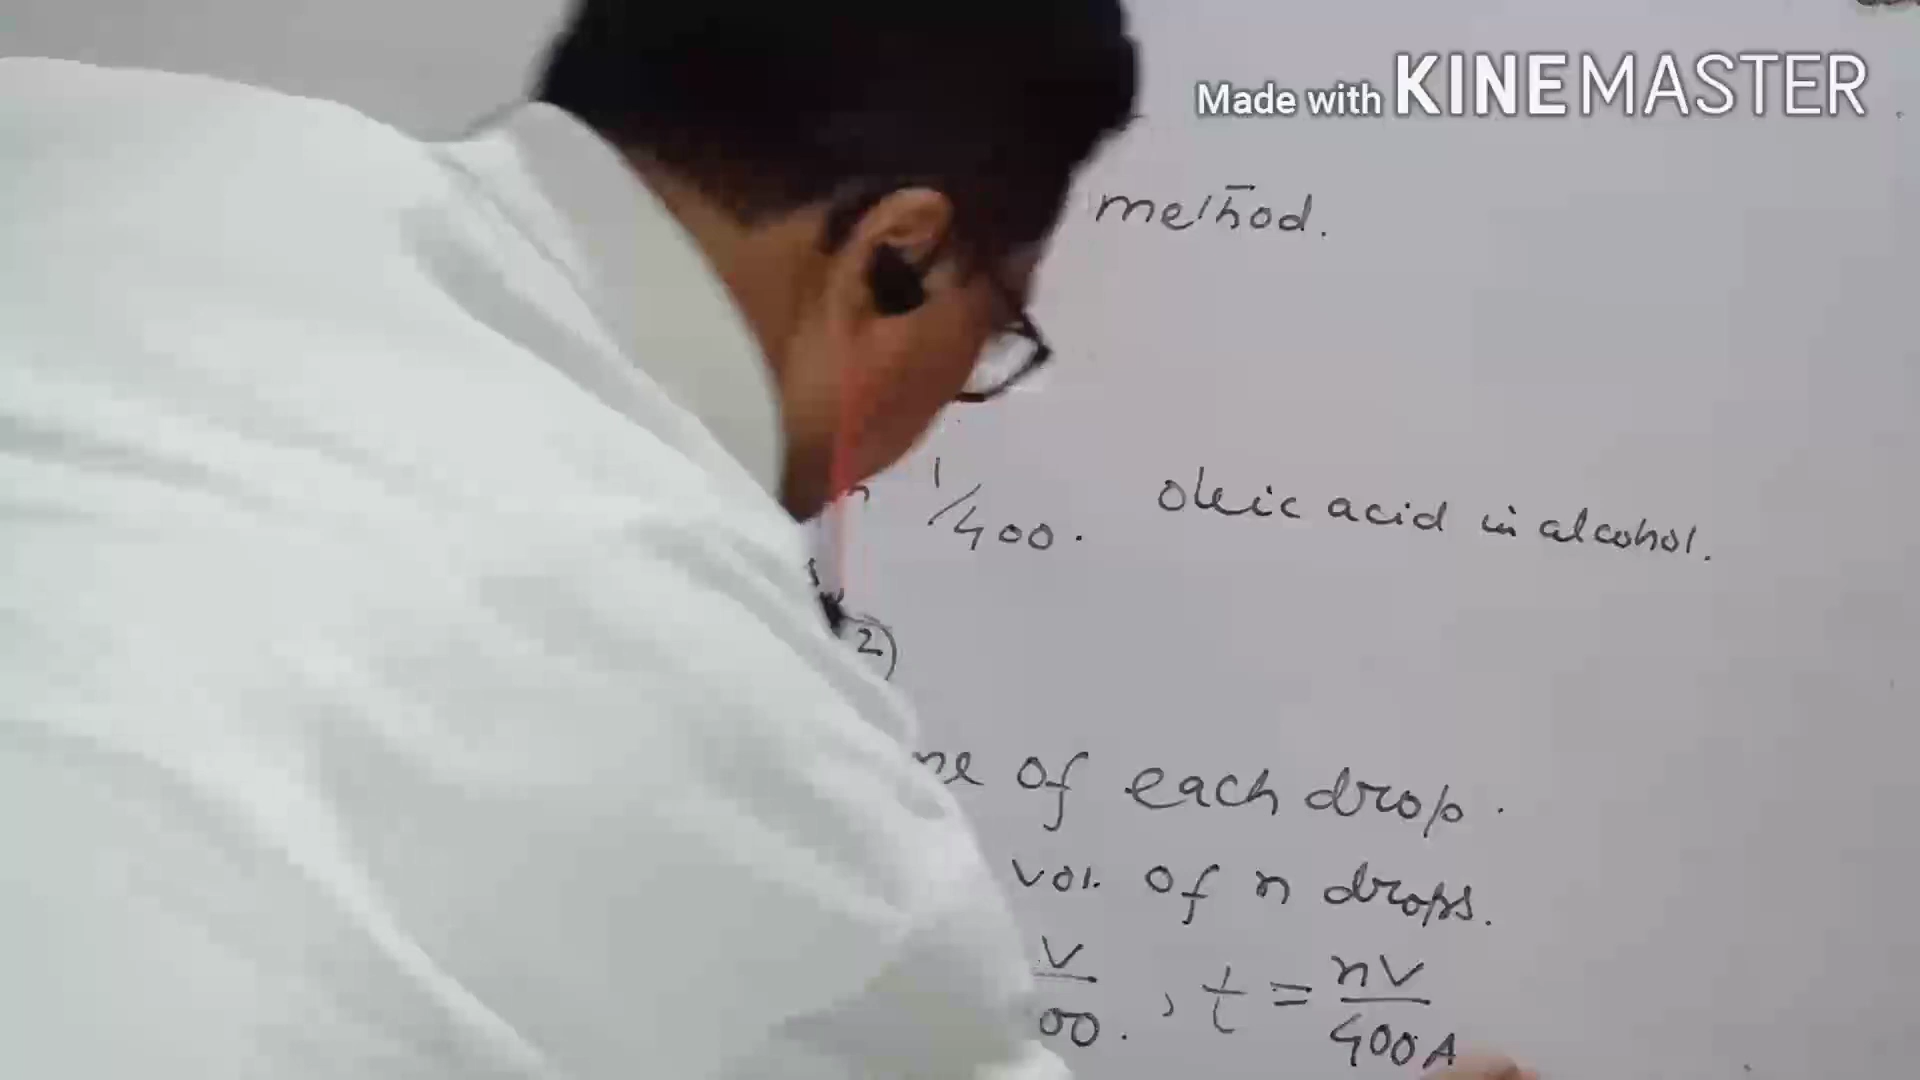 Made with KINEMASTER
method.
1/400. oleic acid in alcohol.
2)
of each drop.
vol. of n drops.
V/00. , t = nV/400A